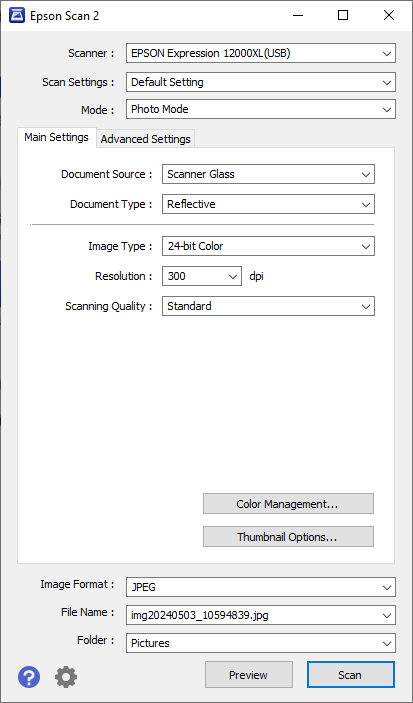 Epson Scan 2
Scanner : EPSON Expression 12000XL(USB)
Scan Settings : Default Setting
Mode : Photo Mode
Main Settings Advanced Settings
Document Source : Scanner Glass
Document Type : Reflective
Image Type : 24-bit Color
Resolution : 300 dpi
Scanning Quality : Standard
Color Management...
Thumbnail Options...
Image Format : JPEG
File Name : img20240503_10594839.jpg
Folder : Pictures
? Preview Scan